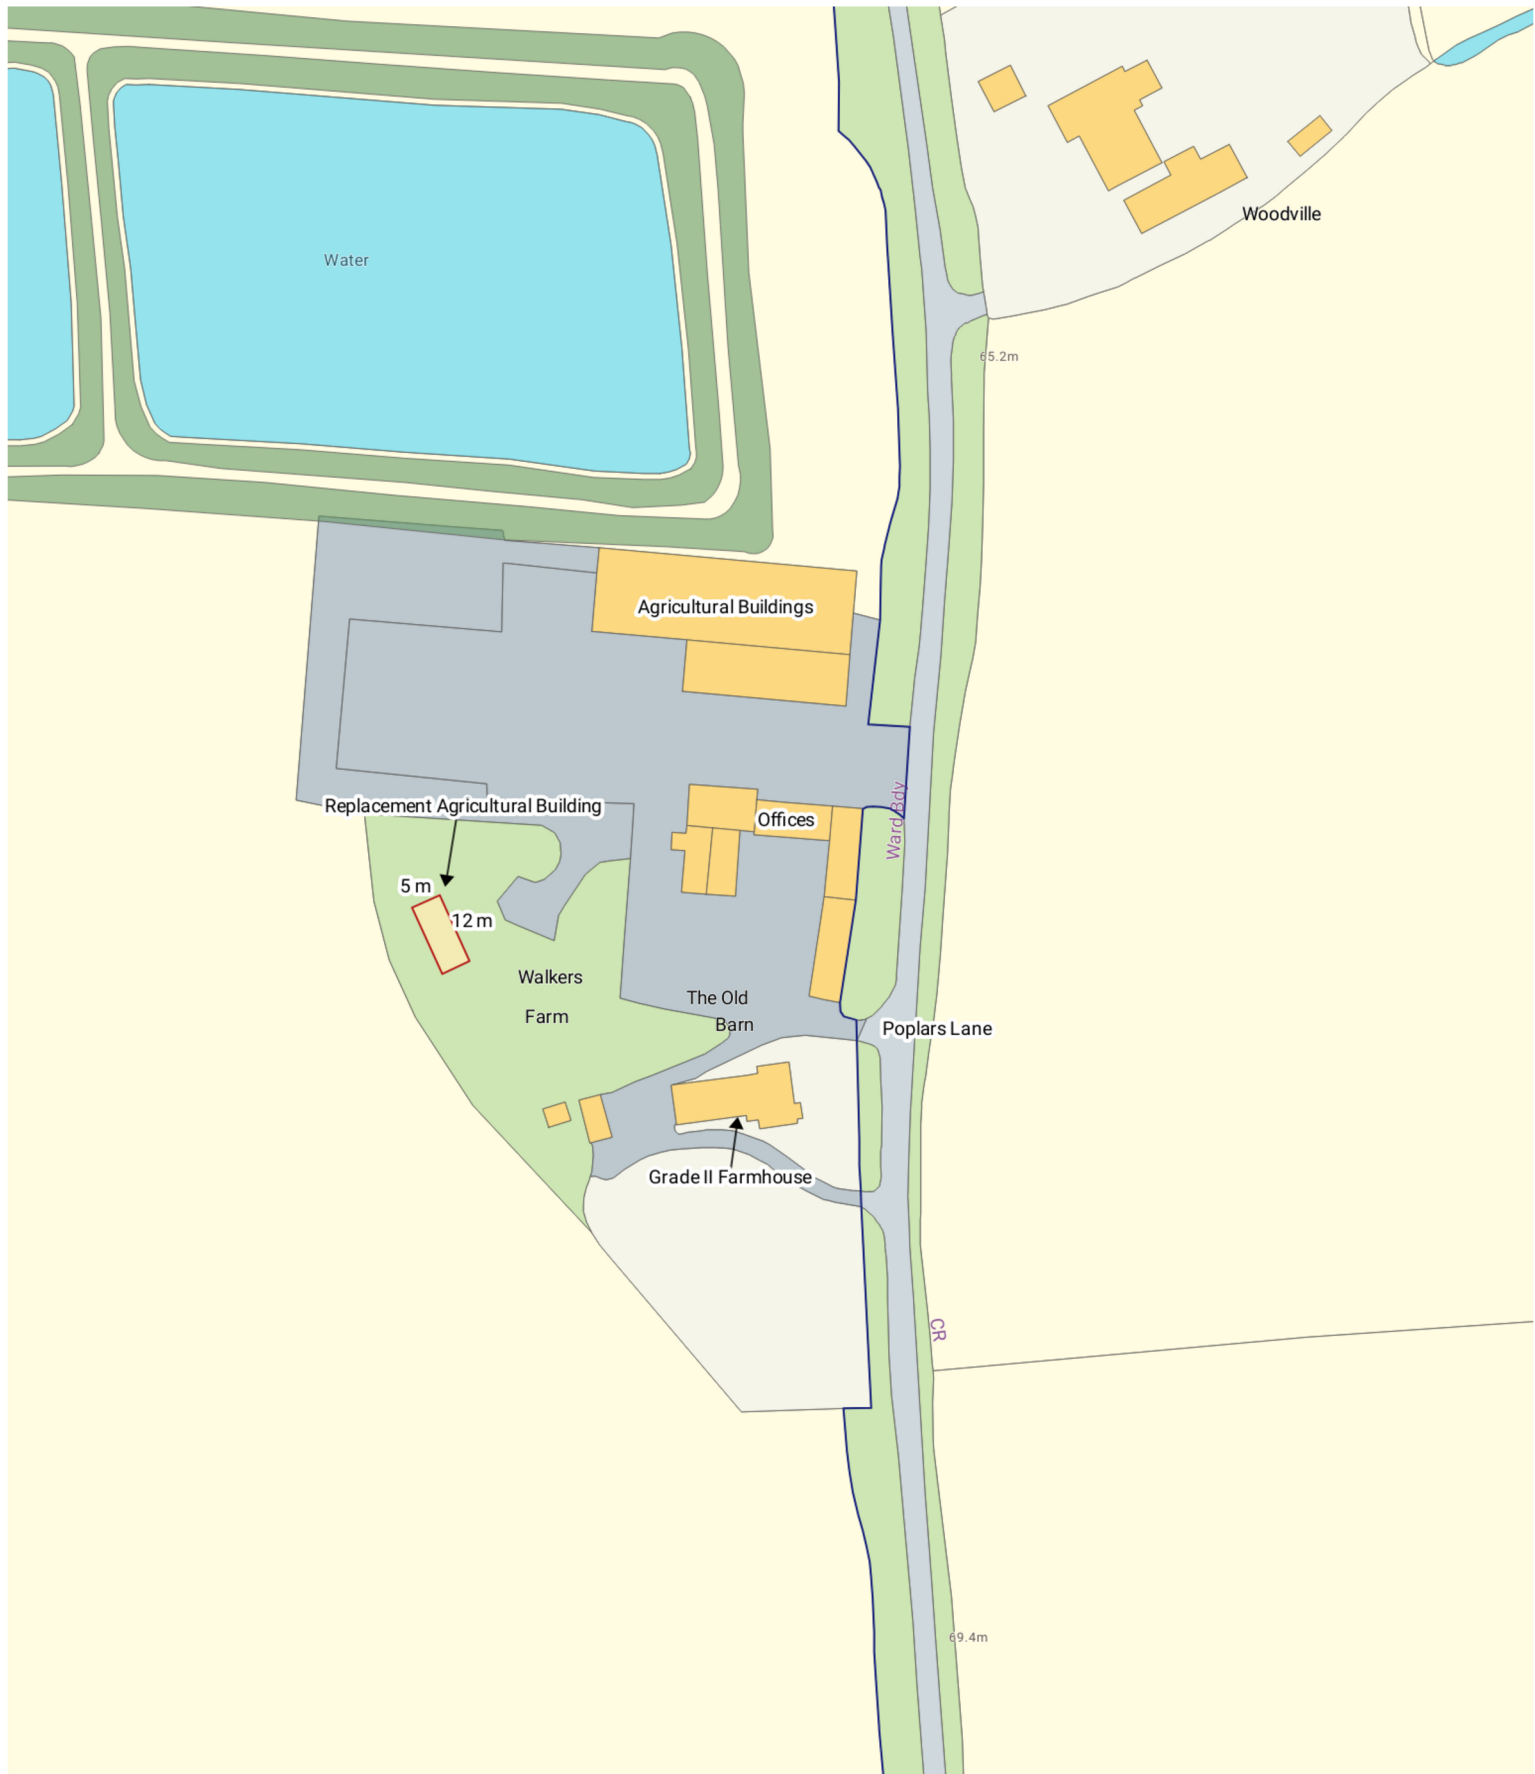 Woodville
Water
65.2m
Agricultural Buildings
Replacement Agricultural Building
Offices
Ward Bdy
5 m
12 m
Walkers
Farm
The Old
Barn
Poplars Lane
Grade II Farmhouse
CR
69.4m